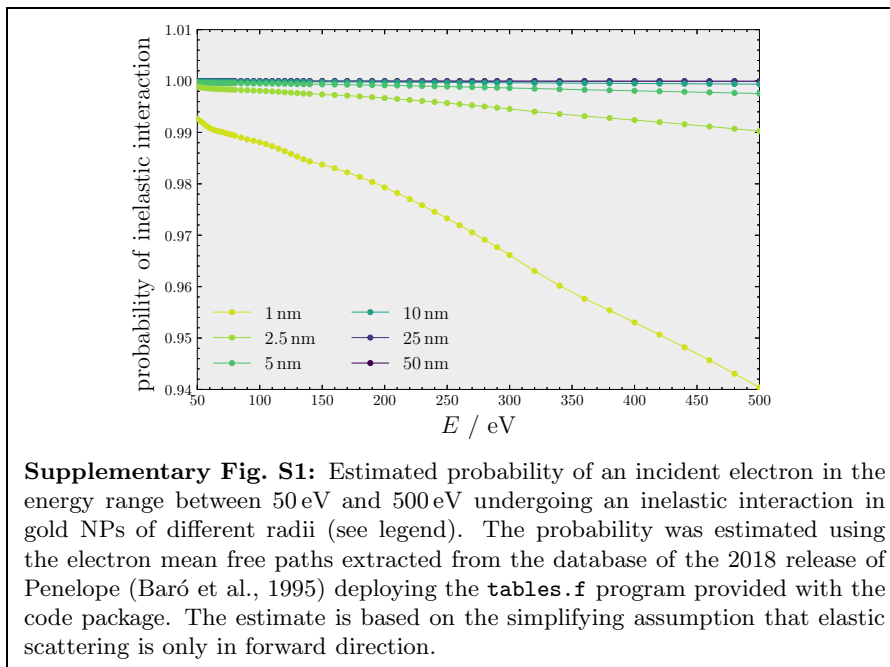 1.01
1.00
0.99
0.98
0.97
0.96
0.95
0.94
probability of inelastic interaction
1 nm
2.5 nm
5 nm
10 nm
25 nm
50 nm
50 100 150 200 250 300 350 400 450 500
E / eV
Supplementary Fig. S1: Estimated probability of an incident electron in the
energy range between 50 eV and 500 eV undergoing an inelastic interaction in
gold NPs of different radii (see legend). The probability was estimated using
the electron mean free paths extracted from the database of the 2018 release of
Penelope (Baró et al., 1995) deploying the tables.f program provided with the
code package. The estimate is based on the simplifying assumption that elastic
scattering is only in forward direction.